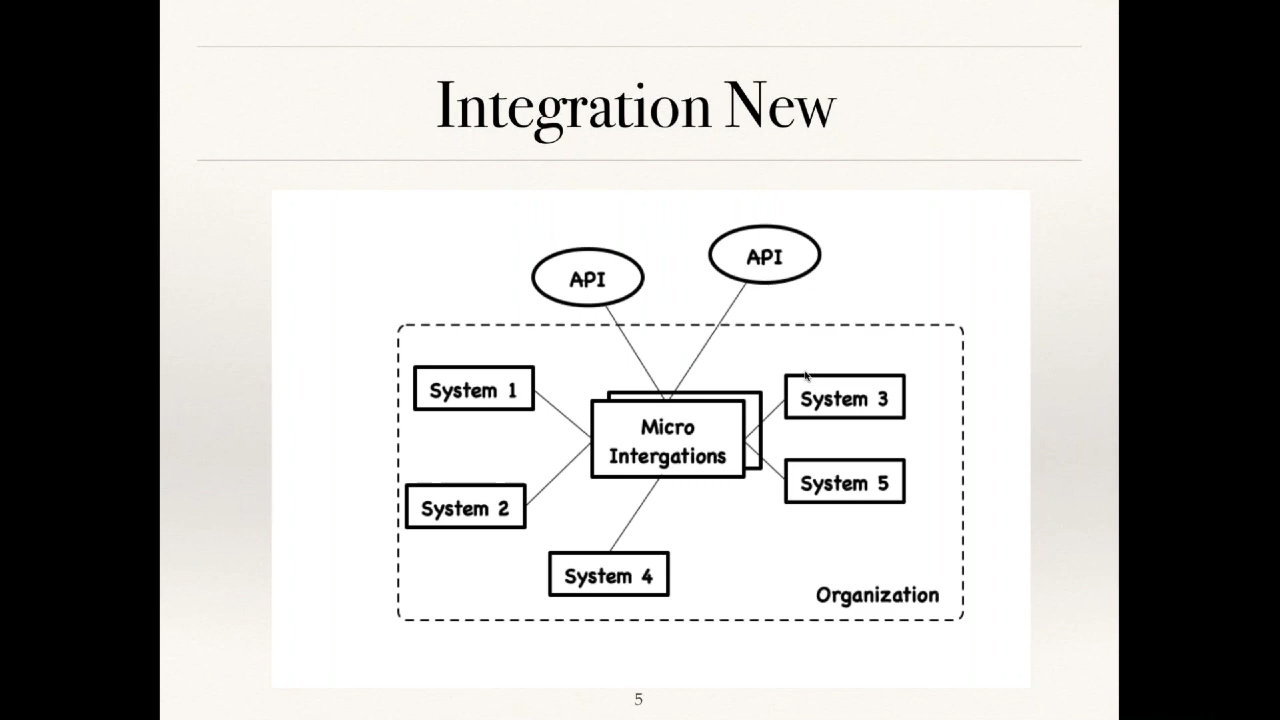 Integration New
API
API
System 1
System 3
Micro
Intergations
System 5
System 2
System 4
Organization
5